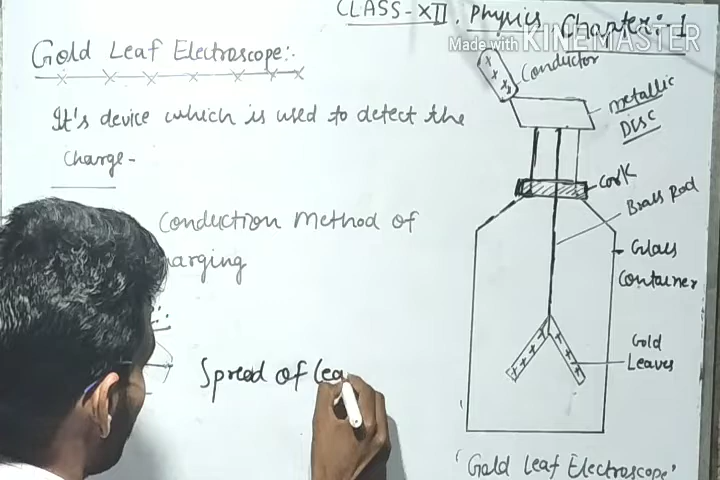 CLASS-XII, Physics Chapter:-1
Made with KINEMASTER
Gold Leaf Electroscope:-
It's device which is used to detect the
Charge-
Conduction Method of
arging
Spread of Lea
Conductor
Metallic
Disc
Cork
Brass Rod
Glass
Container
Gold
Leaves
'Gold Leaf Electroscope'